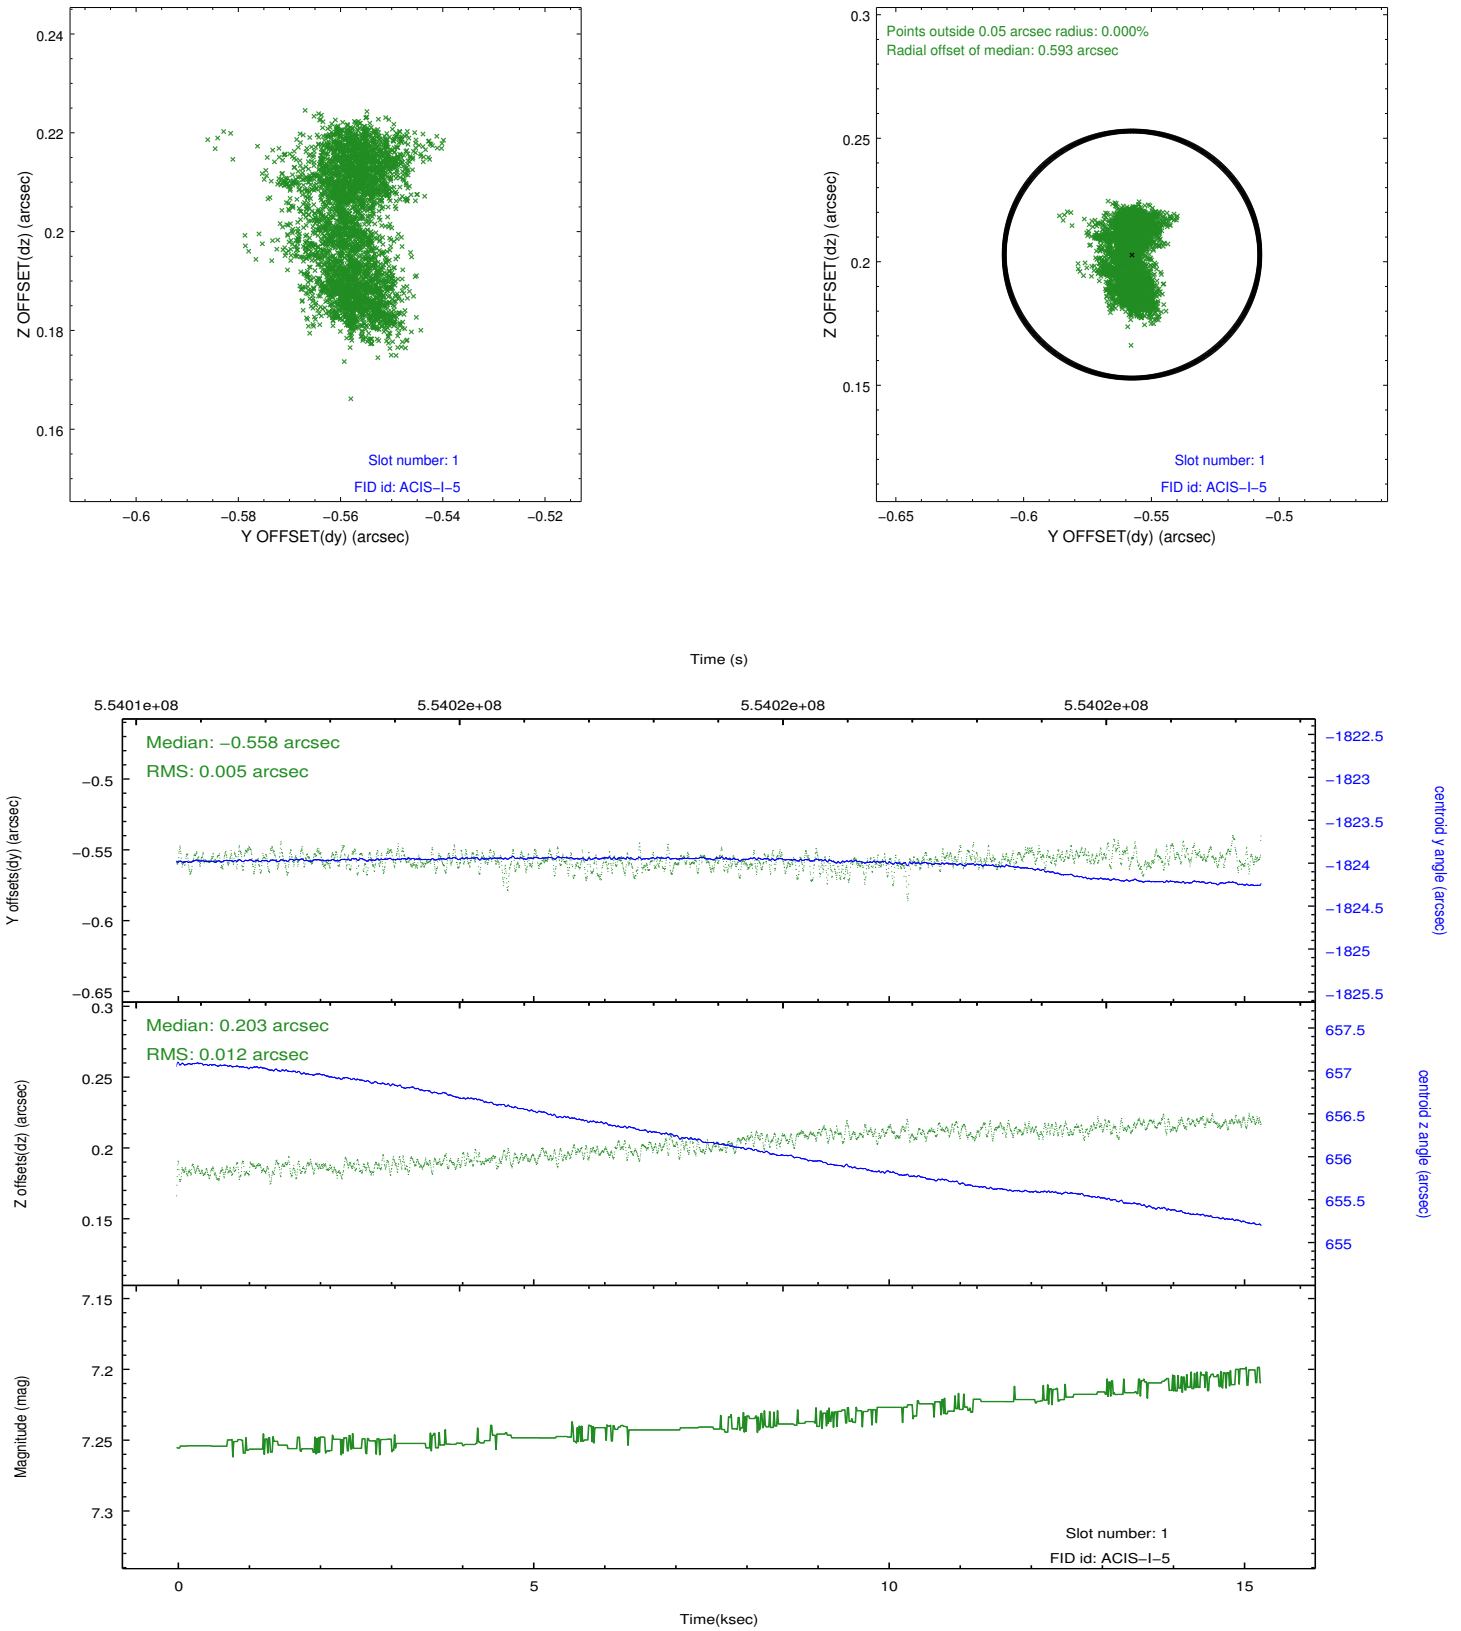 0.24
0.22
0.2
0.18
0.16
Z OFFSET(dz) (arcsec)
Slot number: 1
FID id: ACIS−I−5
−0.6
−0.58
−0.56
−0.54
−0.52
Y OFFSET(dy) (arcsec)
0.3
0.25
0.2
0.15
Z OFFSET(dz) (arcsec)
Points outside 0.05 arcsec radius: 0.000%
Radial offset of median: 0.593 arcsec
Slot number: 1
FID id: ACIS−I−5
−0.65
−0.6
−0.55
−0.5
Y OFFSET(dy) (arcsec)
Time (s)
5.5401e+08
5.5402e+08
5.5402e+08
5.5402e+08
Median: −0.558 arcsec
RMS: 0.005 arcsec
−0.5
−0.55
−0.6
−0.65
Y offsets(dy) (arcsec)
−1822.5
−1823
−1823.5
−1824
−1824.5
−1825
−1825.5
centroid y angle (arcsec)
Median: 0.203 arcsec
RMS: 0.012 arcsec
0.3
0.25
0.2
0.15
Z offsets(dz) (arcsec)
657.5
657
656.5
656
655.5
655
centroid z angle (arcsec)
7.15
7.2
7.25
7.3
Magnitude (mag)
Slot number: 1
FID id: ACIS−I−5
0
5
10
15
Time(ksec)